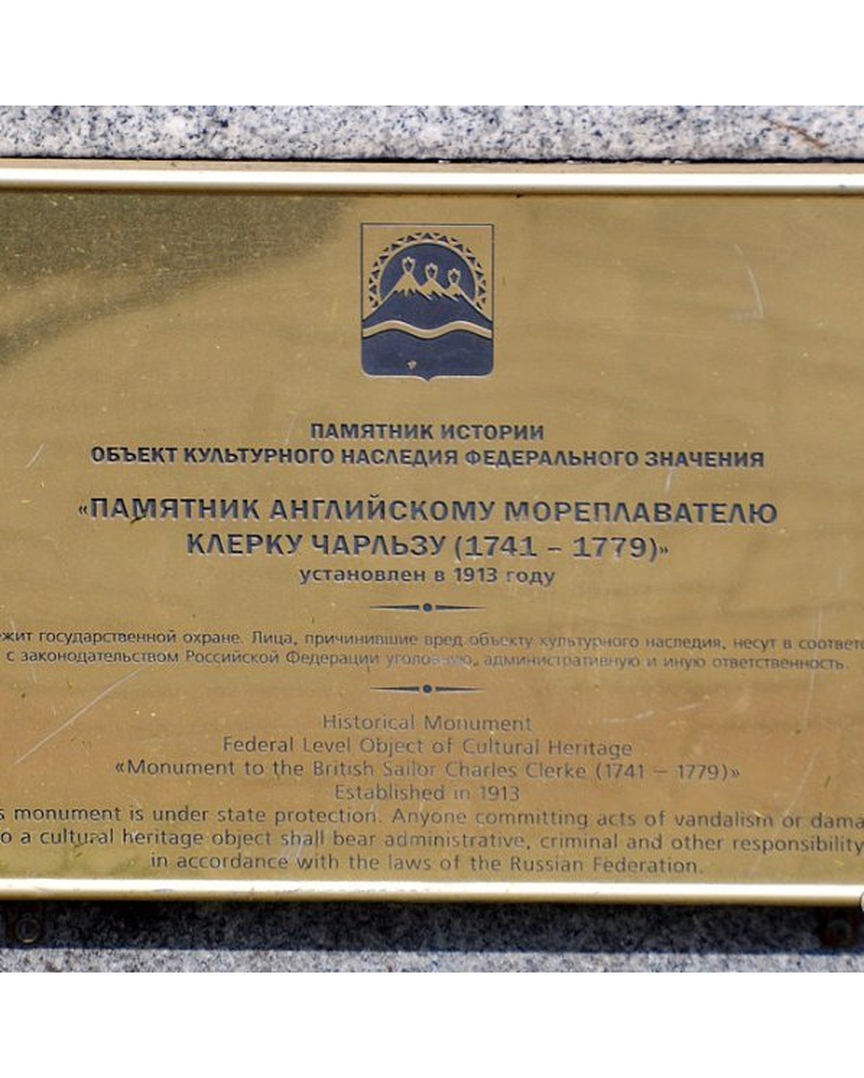 ПАМЯТНИК ИСТОРИИ
ОБЪЕКТ КУЛЬТУРНОГО НАСЛЕДИЯ ФЕДЕРАЛЬНОГО ЗНАЧЕНИЯ
«ПАМЯТНИК АНГЛИЙСКОМУ МОРЕПЛАВАТЕЛЮ
КЛЕРКУ ЧАРЛЬЗУ (1741 – 1779)»
установлен в 1913 году
государственной охране. Лица, причинившие вред объекту культурного наследия, несут в
с законодательством Российской Федерации уголовную, административную и иную ответственность.
Historical Monument
Federal Level Object of Cultural Heritage
«Monument to the British Sailor Charles Clerke (1741 – 1779)»
Established in 1913
monument is under state protection. Anyone committing acts of vandalism or
a cultural heritage object shall bear administrative, criminal and other responsibility
in accordance with the laws of the Russian Federation.